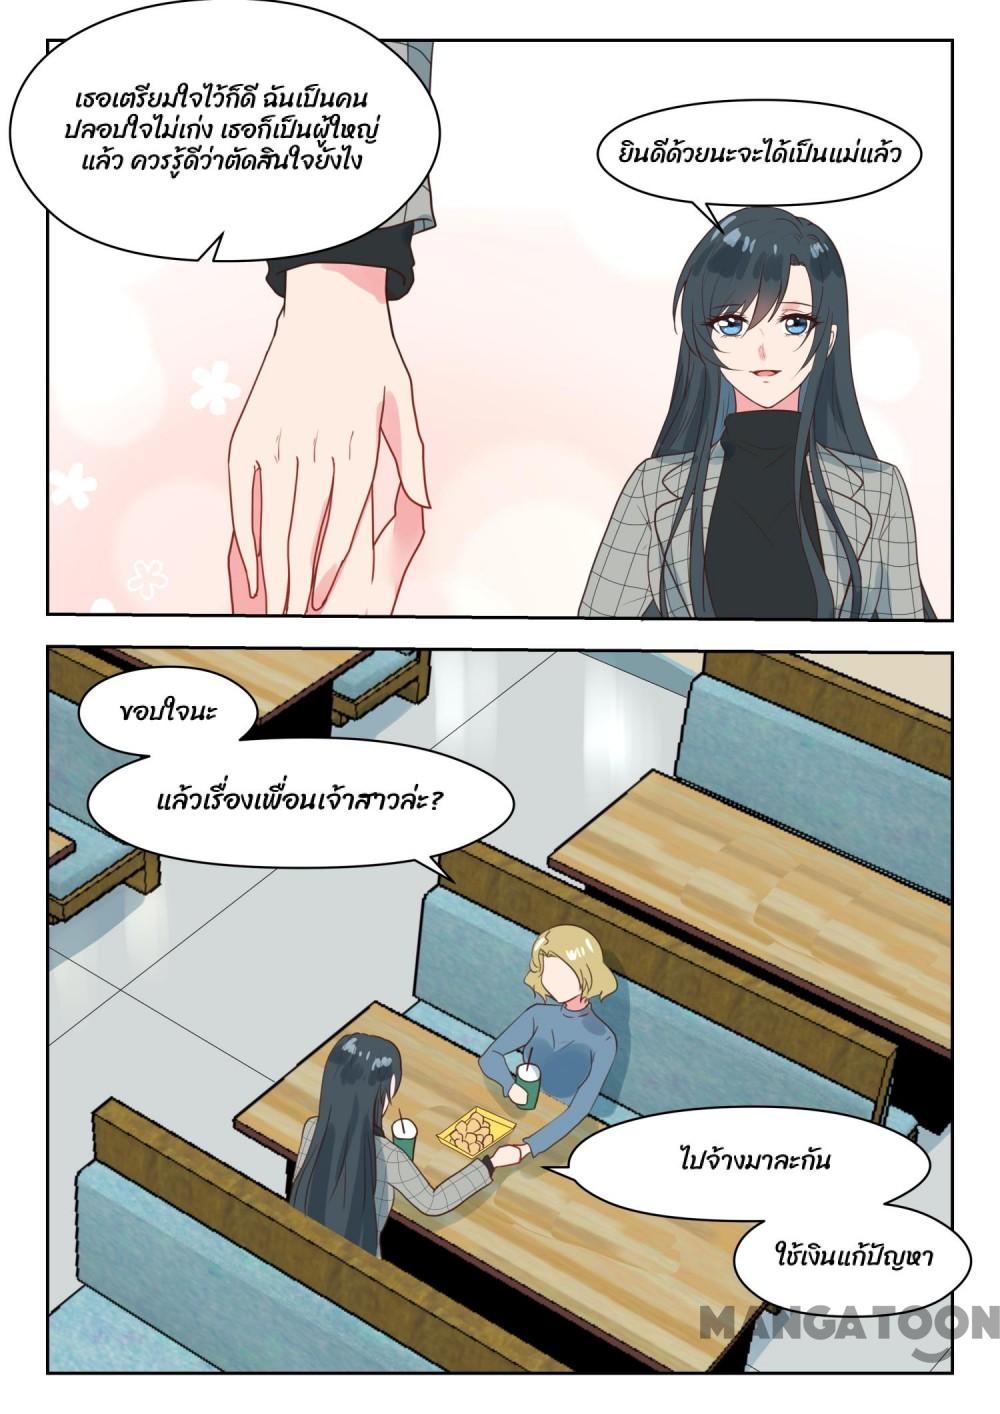 เธอเตรียมใจไว้ก็ดี ฉันเป็นคน
ปลอบใจไม่เก่ง เธอก็เป็นผู้ใหญ่
แล้ว ควรรู้ดีว่าตัดสินใจยังไง
ยินดีด้วยนะจะได้เป็นแม่แล้ว
ขอบใจนะ
แล้วเรื่องเพื่อนเจ้าสาวล่ะ?
ไปจ้างมาละกัน
ใช้เงินแก้ปัญหา
MANGATOON